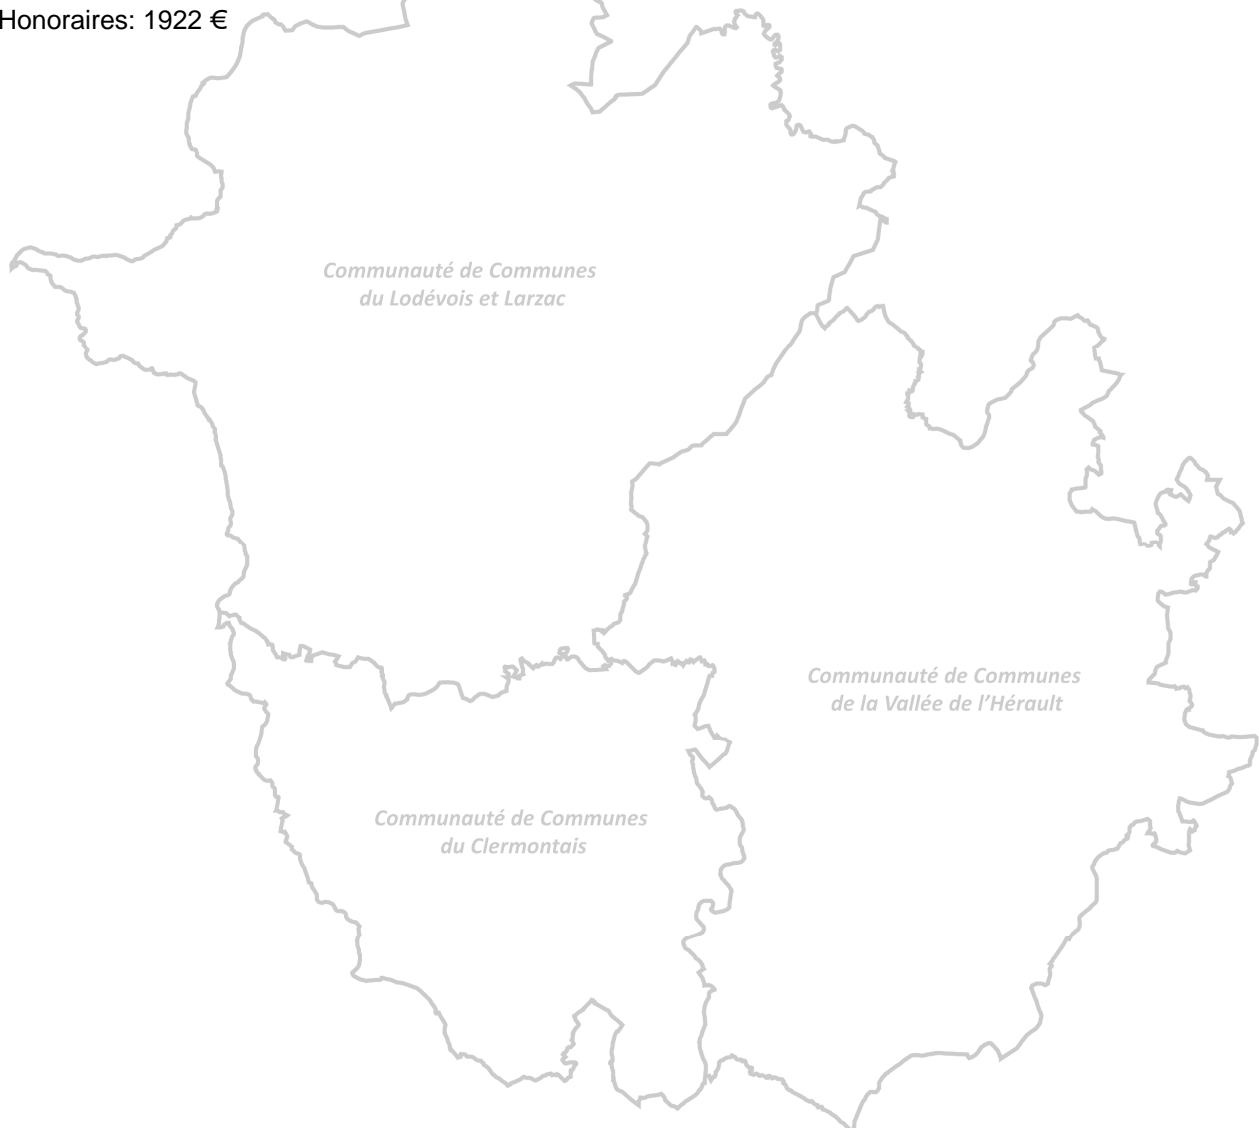 Honoraires: 1922 €
Communauté de Communes
du Lodévois et Larzac
Communauté de Communes
de la Vallée de l’Hérault
Communauté de Communes
du Clermontais